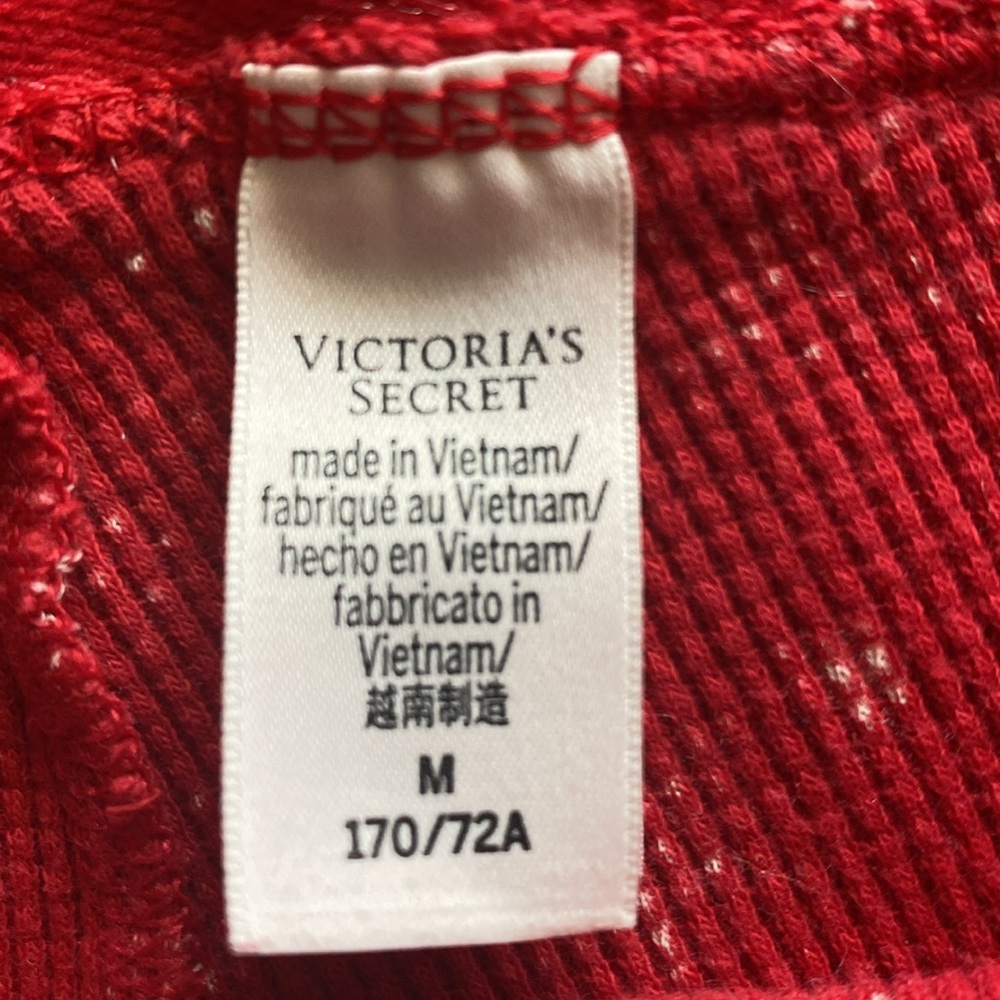 VICTORIA'S
SECRET
made in Vietnam/
fabriqué au Vietnam/
hecho en Vietnam/
fabbricato in
Vietnam/
越南制造
M
170/72A